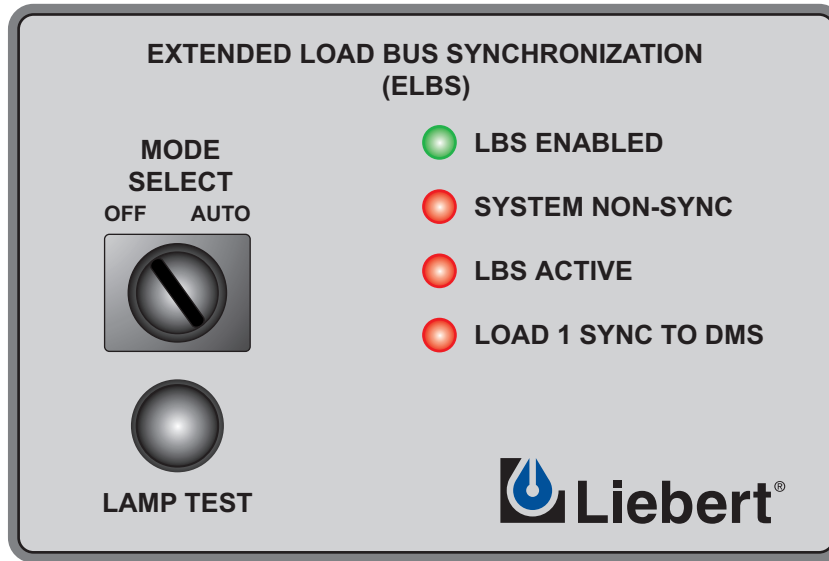 EXTENDED LOAD BUS SYNCHRONIZATION
(ELBS)
MODE
SELECT
OFF AUTO
LAMP TEST
LBS ENABLED
SYSTEM NON-SYNC
LBS ACTIVE
LOAD 1 SYNC TO DMS
Liebert®